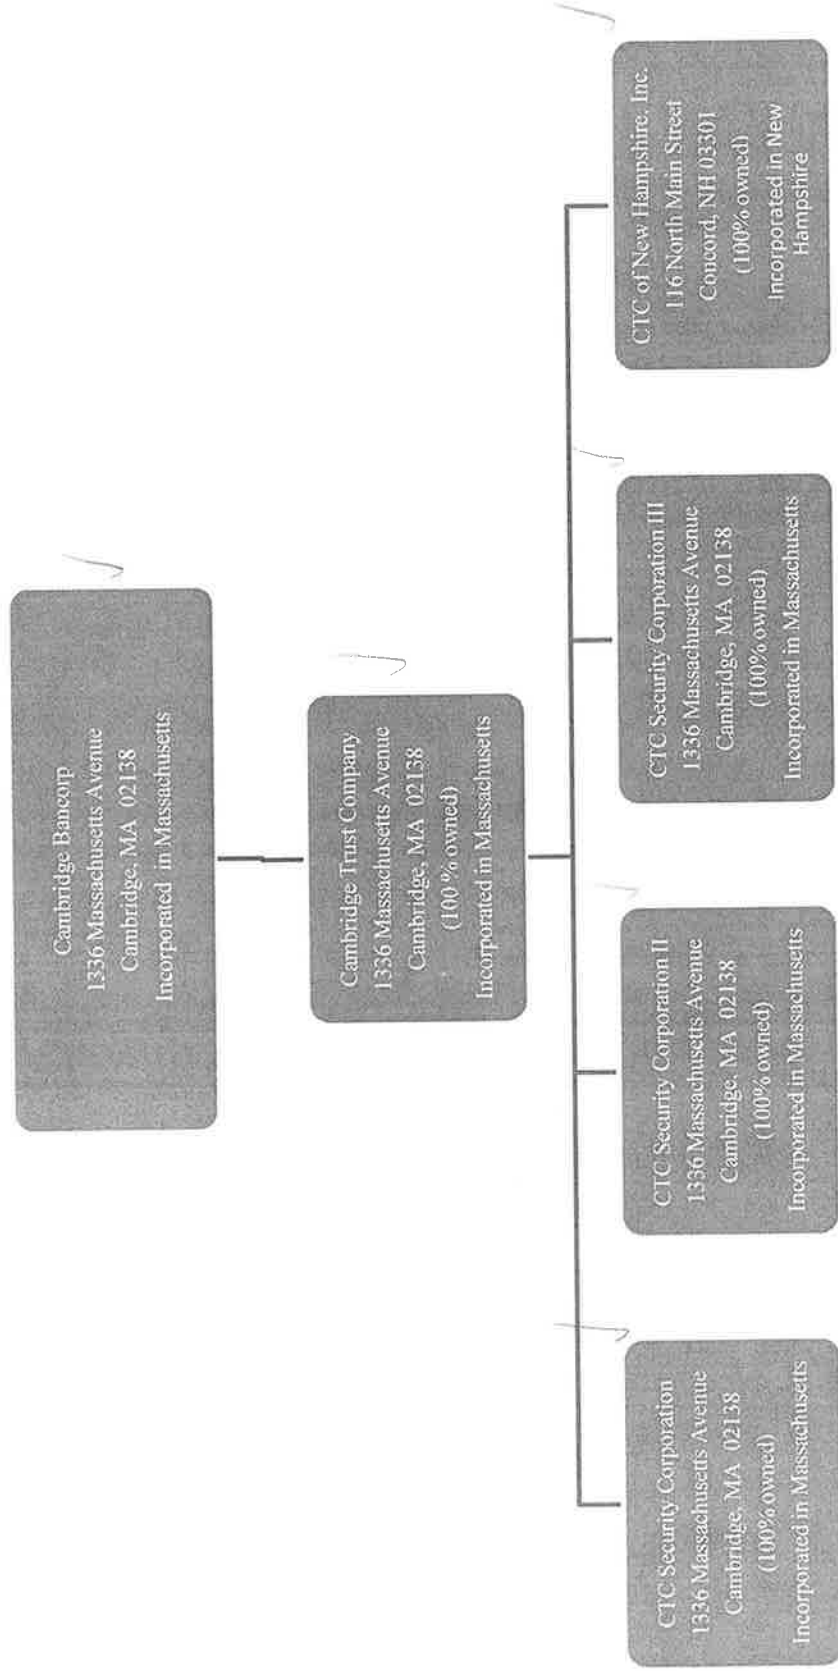 Cambridge Bancorp
1336 Massachusetts Avenue
Cambridge, MA 02138
Incorporated in Massachusetts
Cambridge Trust Company
1336 Massachusetts Avenue
Cambridge, MA 02138
(100 % owned)
Incorporated in Massachusetts
CTC Security Corporation
1336 Massachusetts Avenue
Cambridge, MA 02138
(100% owned)
Incorporated in Massachusetts
CTC Security Corporation II
1336 Massachusetts Avenue
Cambridge, MA 02138
(100% owned)
Incorporated in Massachusetts
CTC Security Corporation III
1336 Massachusetts Avenue
Cambridge, MA 02138
(100% owned)
Incorporated in Massachusetts
CTC of New Hampshire, Inc.
116 North Main Street
Concord, NH 03301
(100% owned)
Incorporated in New
Hampshire